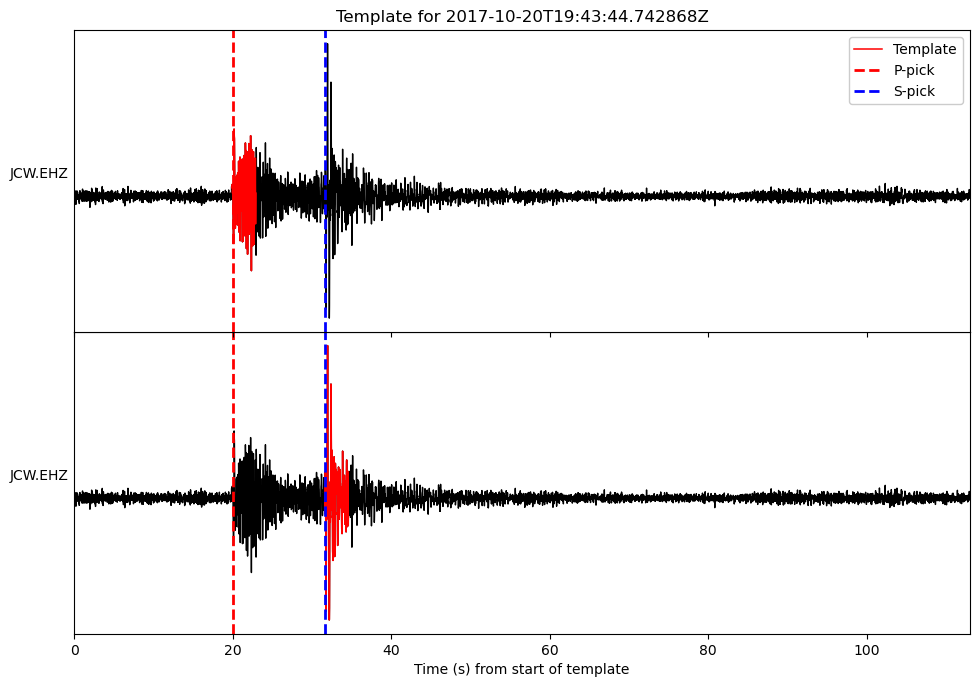 Template for 2017-10-20T19:43:44.742868Z
Template
P-pick
S-pick
JCW.EHZ
JCW.EHZ
0 20 40 60 80 100
Time (s) from start of template